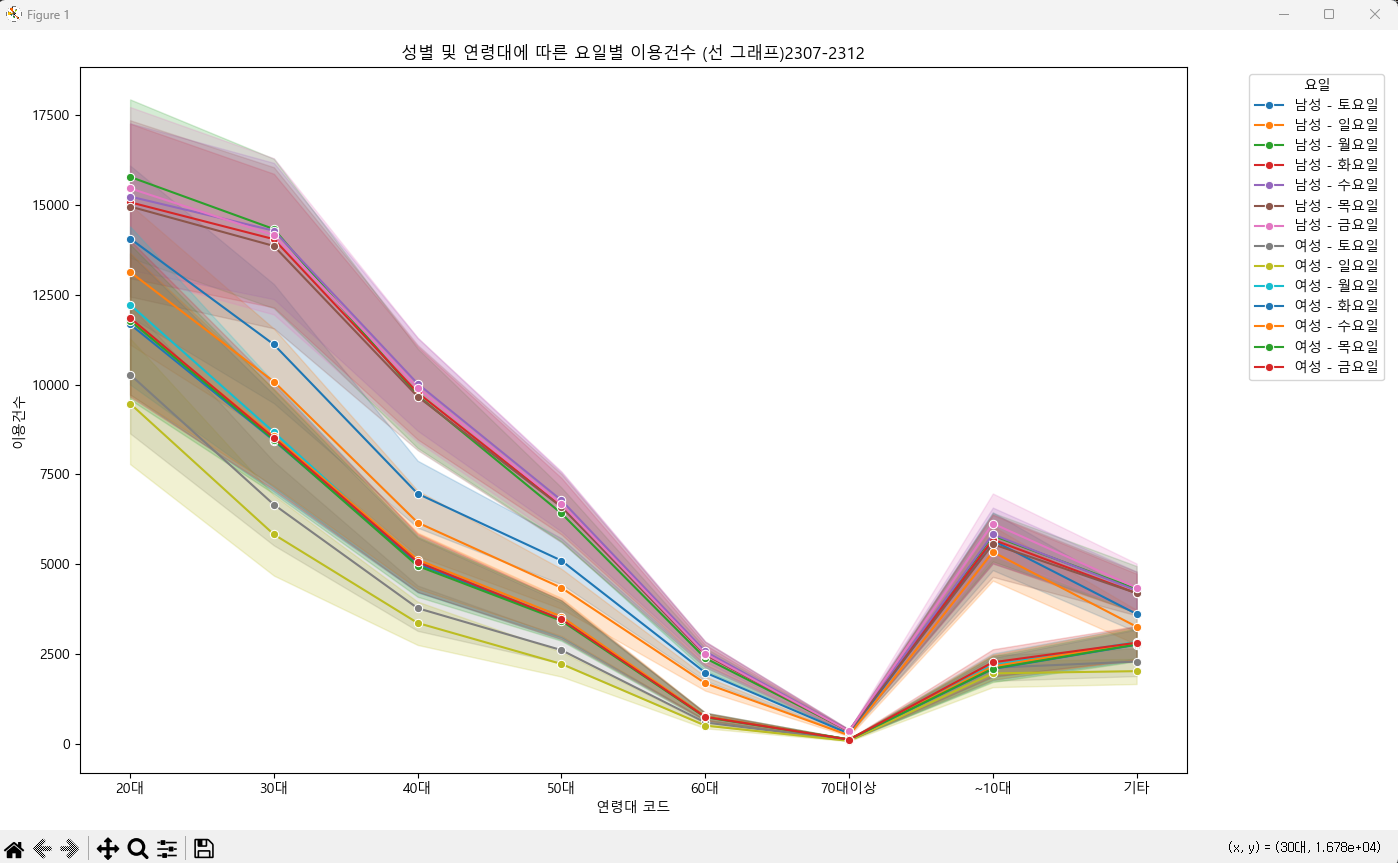 Figure 1
성별 및 연령대에 따른 요일별 이용건수 (선 그래프)2307-2312
17500
15000
12500
10000
7500
5000
2500
0
이용건수
20대
30대
40대
50대
60대
70대이상
~10대
기타
연령대 코드
요일
남성 - 토요일
남성 - 일요일
남성 - 월요일
남성 - 화요일
남성 - 수요일
남성 - 목요일
남성 - 금요일
여성 - 토요일
여성 - 일요일
여성 - 월요일
여성 - 화요일
여성 - 수요일
여성 - 목요일
여성 - 금요일
(x, y) = (30대, 1.678e+04)